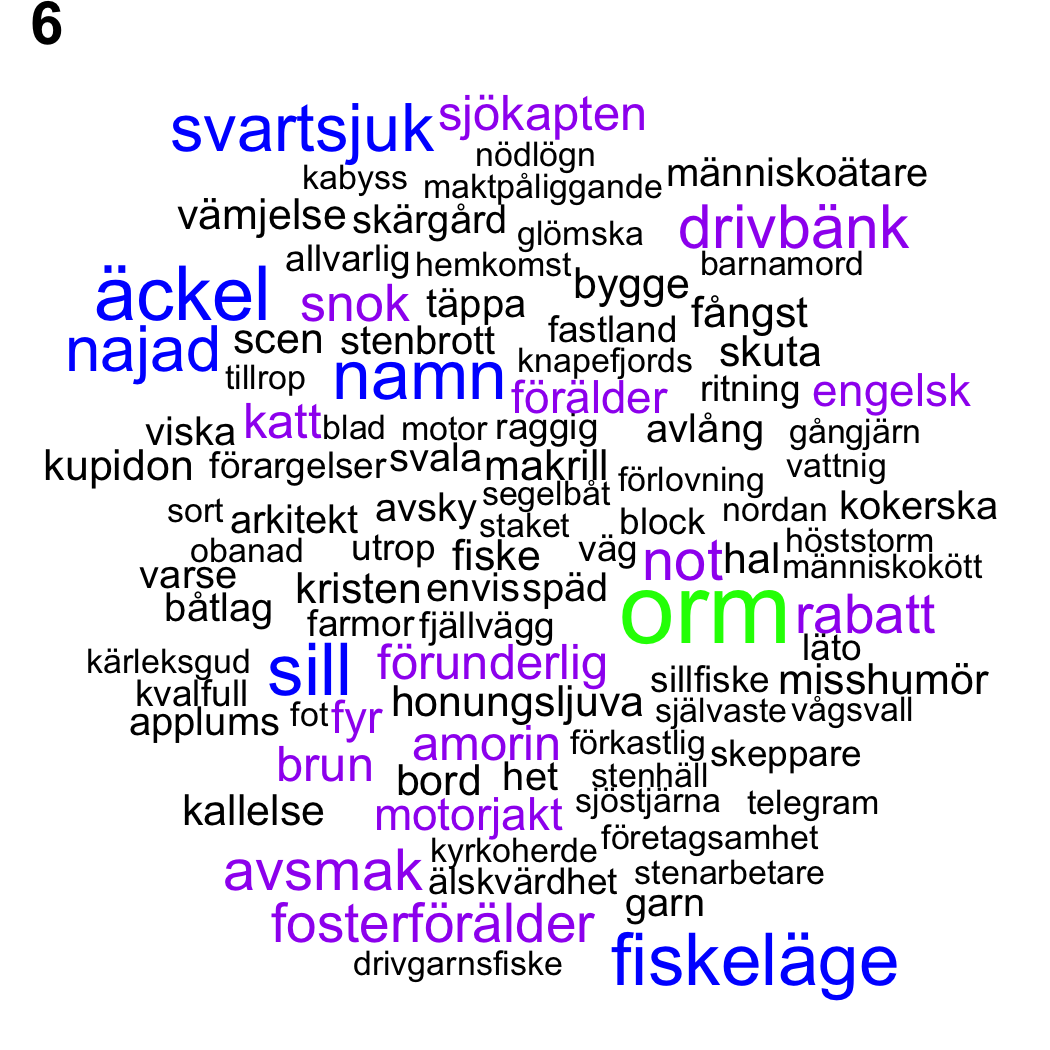 6
svartsjuk sjökapten
nödlögn
kabyss maktpåliggande människoätare
vämjelse skärgård glömska drivbänk
allvarlig hemkomst barnamord
äckel snok täppa bygge fångst
najad scen stenbrott fastland skuta
tillrop namn knapefjords
förälder ritning engelsk
viska katt blad motor raggig avlång gångjärn
kupidon förargelser svala makrill förlovning vattnig
sort arkitekt avsky segelbåt nordan kokerska
staket block
obanad utrop fiske väg not hal höststorm
varse människokött
båtlag kristen envis späd orm rabatt
farmor fjällvägg läto
kärleksgud sill förunderlig sillfiske misshumör
kvalfull honungsljuva självaste vågsvall
applums fot fyr
brun amorin förkastlig skeppare
bord het stenhäll
kallelse motorjakt sjöstjärna telegram
kyrkoherde företagsamhet
avsmak älskvärdhet stenarbetare
fosterförälder garn
drivgarnsfiske fiskeläge